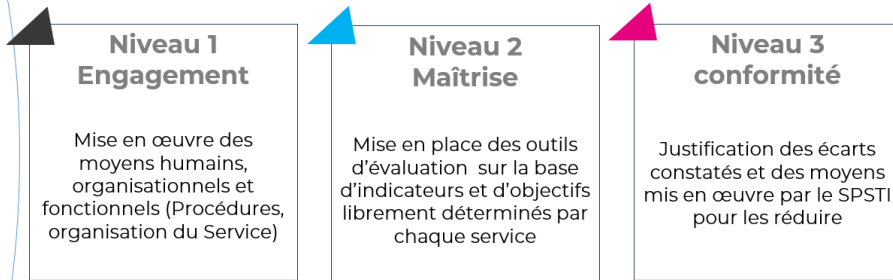 Niveau 1
Engagement
Mise en œuvre des
moyens humains,
organisationnels et
fonctionnels (Procédures,
organisation du Service)
Niveau 2
Maîtrise
Mise en place des outils
d’évaluation  sur la base
d’indicateurs et d’objectifs
librement déterminés par
chaque service
Niveau 3
conformité
Justification des écarts
constatés et des moyens
mis en œuvre par le SPSTI
pour les réduire